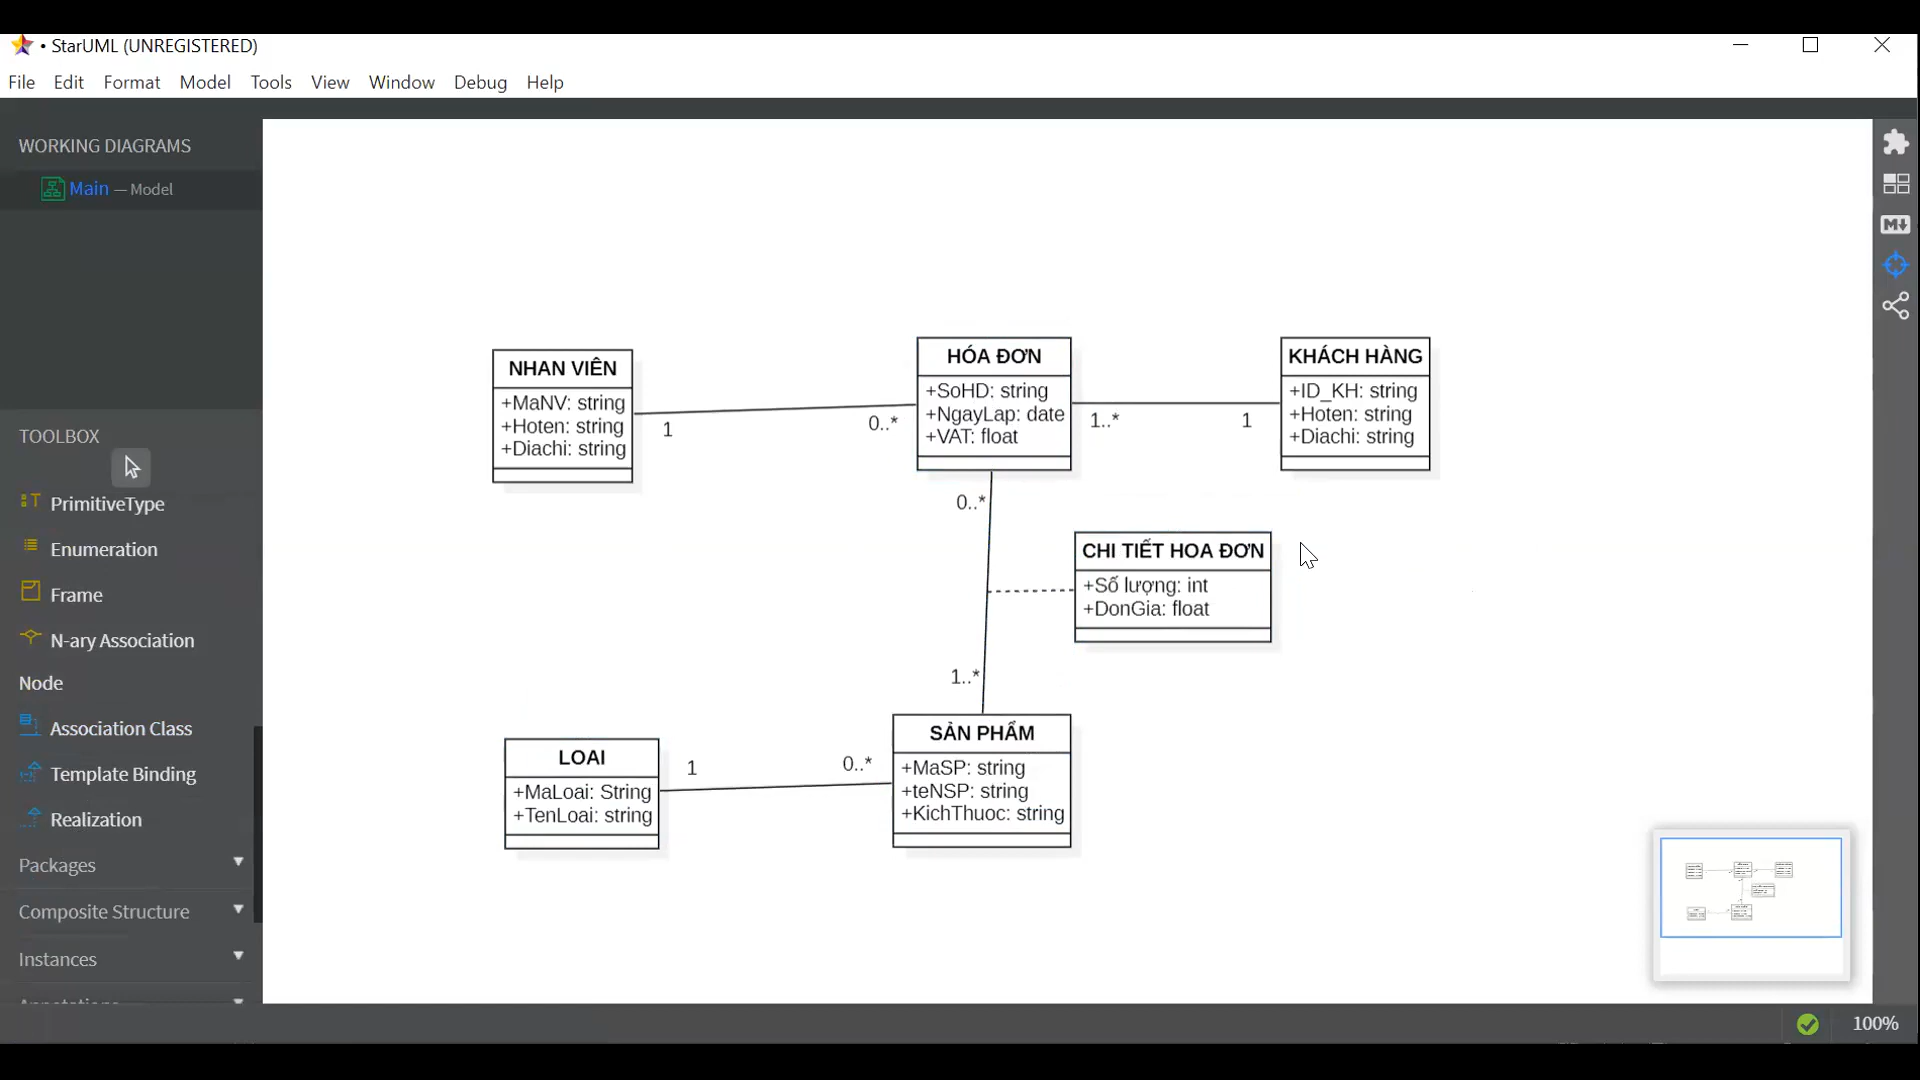 • StarUML (UNREGISTERED)
File Edit Format Model Tools View Window Debug Help
WORKING DIAGRAMS
Main — Model
TOOLBOX
PrimitiveType
Enumeration
Frame
N-ary Association
Node
Association Class
Template Binding
Realization
Packages
Composite Structure
Instances
NHAN VIÊN
+MaNV: string
+Hoten: string
+Diachi: string
1
0..*
HÓA ĐƠN
+SoHD: string
+NgayLap: date
+VAT: float
1..*
1
KHÁCH HÀNG
+ID_KH: string
+Hoten: string
+Diachi: string
0..*
CHI TIẾT HOA ĐƠN
+Số lượng: int
+DonGia: float
1..*
LOAI
+MaLoai: String
+TenLoai: string
1
0..*
SẢN PHẨM
+MaSP: string
+teNSP: string
+KichThuoc: string
M
100%